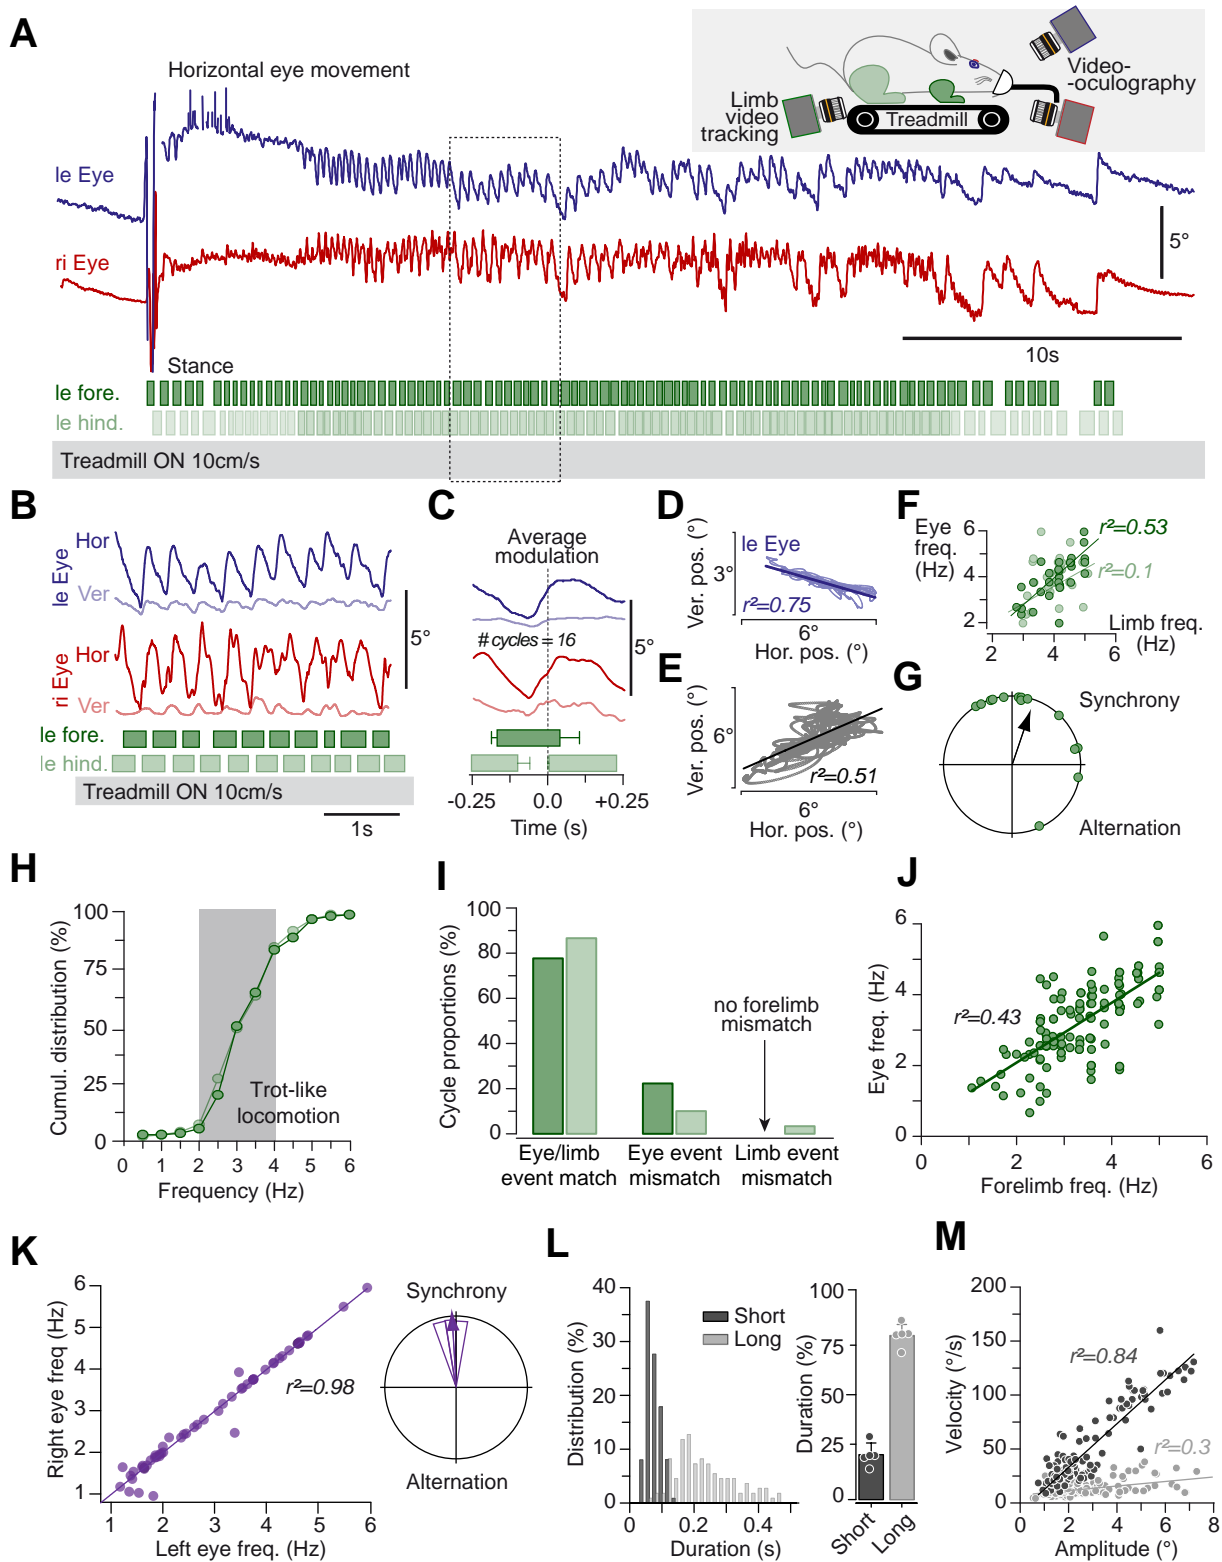 A
Horizontal eye movement
le Eye
ri Eye
Limb
video
tracking
Treadmill
Video-
-oculography
5°
10s
Stance
le fore.
le hind.
Treadmill ON 10cm/s
B
le Eye
Hor
Ver
ri Eye
Hor
Ver
5°
le fore.
le hind.
Treadmill ON 10cm/s
1s
C
Average
modulation
# cycles = 16
5°
-0.25 0.0 +0.25
Time (s)
D
Ver. pos. (°)
3°
le Eye
r²=0.75
6°
Hor. pos. (°)
E
Ver. pos. (°)
6°
r²=0.51
6°
Hor. pos. (°)
F
Eye
freq.
(Hz)
6
4
2
r²=0.53
r²=0.1
Limb freq.
(Hz)
2 4 6
G
Synchrony
Alternation
H
Cumul. distribution (%)
100
75
50
25
0
Trot-like
locomotion
0 1 2 3 4 5 6
Frequency (Hz)
I
Cycle proportions (%)
100
80
60
40
20
0
no forelimb
mismatch
Eye/limb
event match
Eye event
mismatch
Limb event
mismatch
J
Eye freq. (Hz)
6
4
2
0
r²=0.43
0 2 4 6
Forelimb freq. (Hz)
K
Right eye freq (Hz)
6
5
4
3
2
1
r²=0.98
1 2 3 4 5 6
Left eye freq. (Hz)
Synchrony
Alternation
L
Distribution (%)
40
30
20
10
0
Short
Long
0 0.2 0.4
Duration (s)
Duration (%)
100
75
50
25
0
Short
Long
M
Velocity (°/s)
200
150
100
50
0
r²=0.84
r²=0.3
0 2 4 6 8
Amplitude (°)